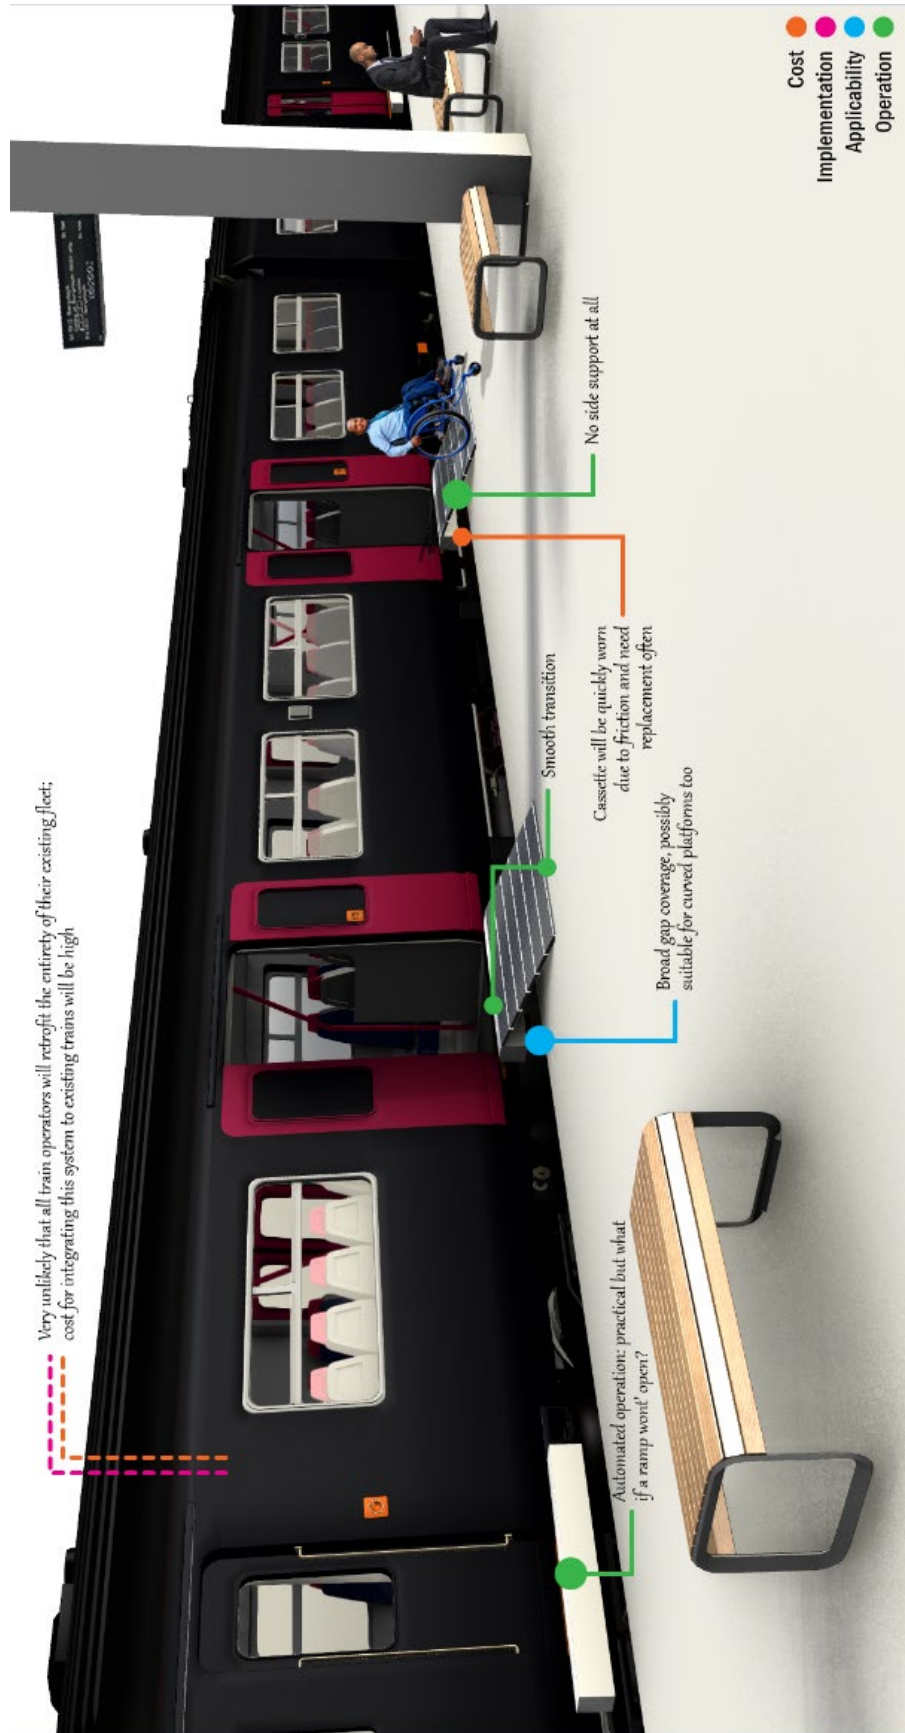 Very unlikely that all train operators will retrofit the entirety of their existing fleet;
cost for integrating this system to existing trains will be high
Automated operation: practical but what
if a ramp wont' open?
Broad gap coverage, possibly
suitable for curved platforms too
Smooth transition
Cassette will be quickly worn
due to friction and need
replacement often
No side support at all
Cost
Implementation
Applicability
Operation